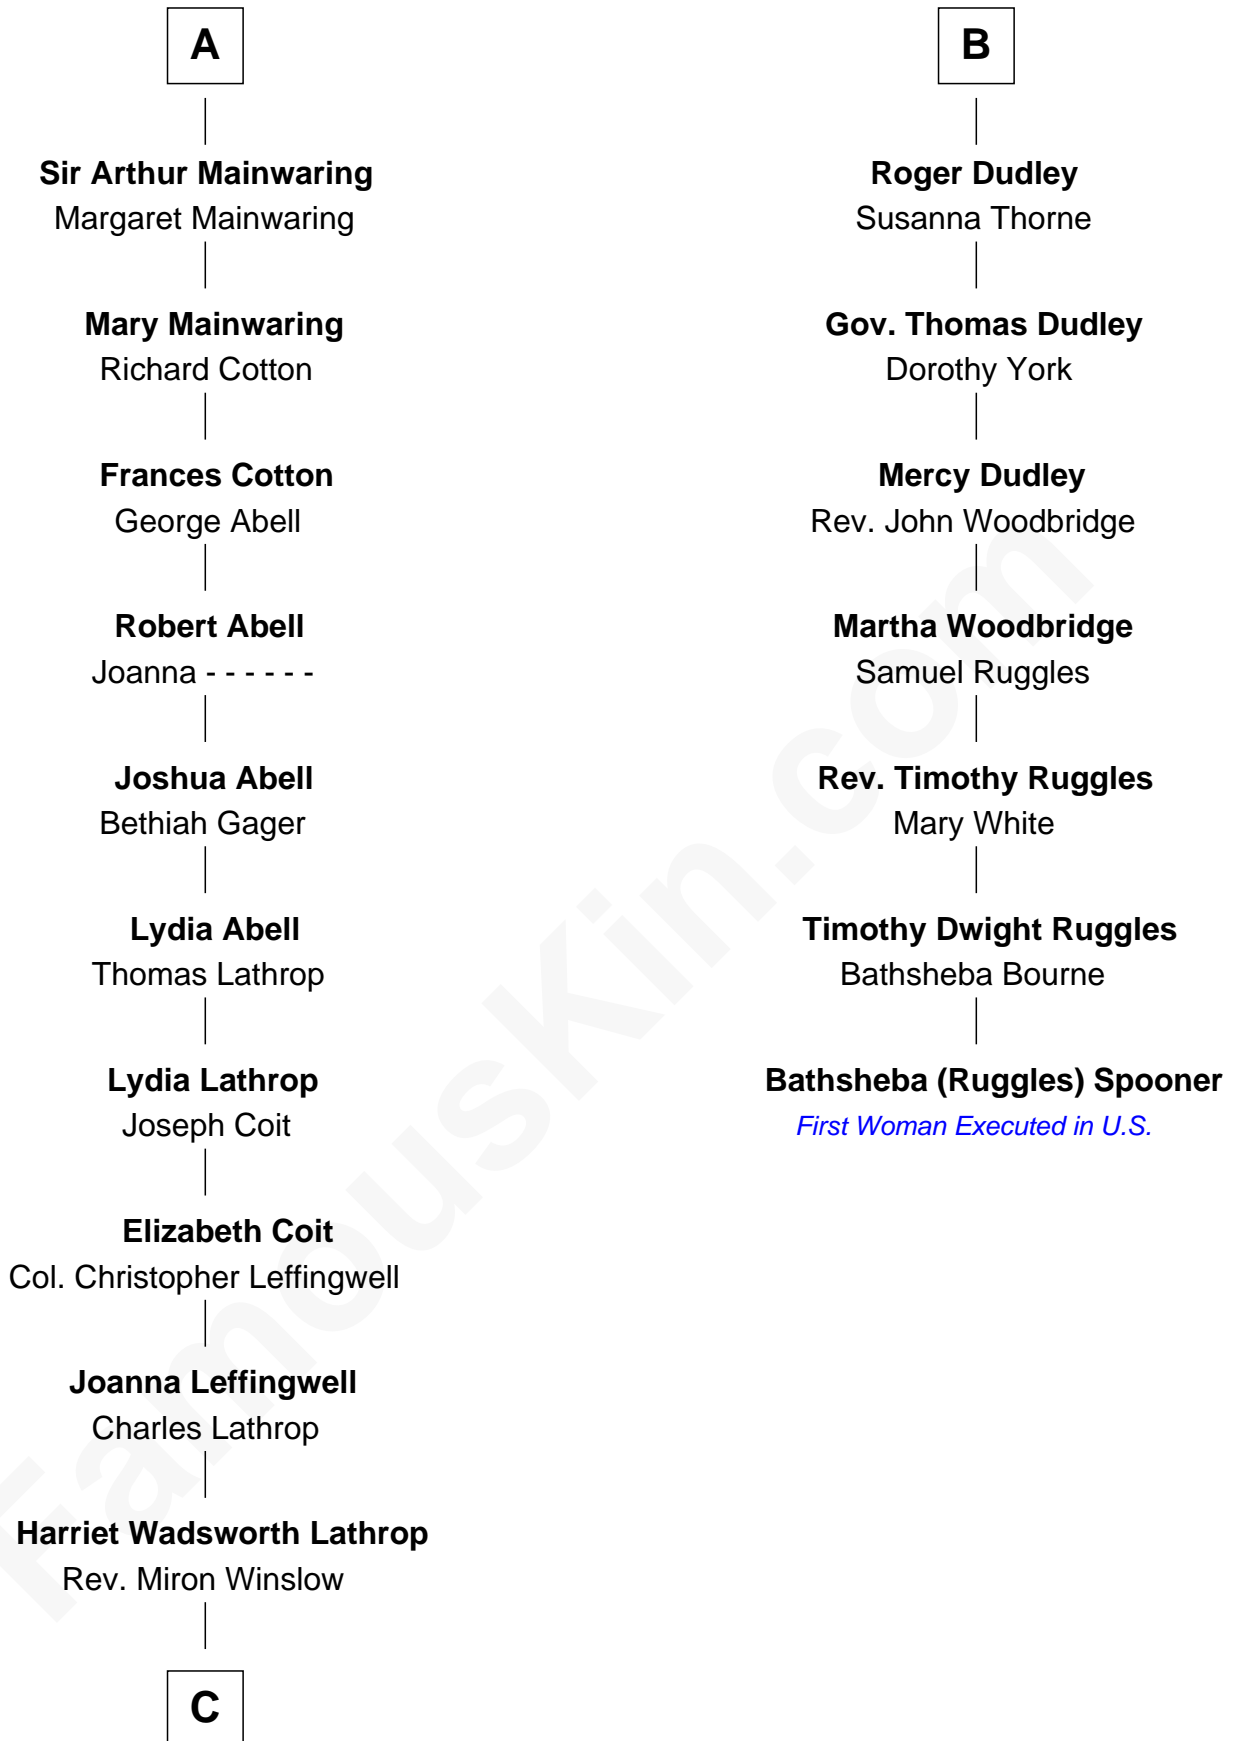 A
Sir Arthur Mainwaring
Margaret Mainwaring
Mary Mainwaring
Richard Cotton
Frances Cotton
George Abell
Robert Abell
Joanna - - - - - -
Joshua Abell
Bethiah Gager
Lydia Abell
Thomas Lathrop
Lydia Lathrop
Joseph Coit
Elizabeth Coit
Col. Christopher Leffingwell
Joanna Leffingwell
Charles Lathrop
Harriet Wadsworth Lathrop
Rev. Miron Winslow
C
B
Roger Dudley
Susanna Thorne
Gov. Thomas Dudley
Dorothy York
Mercy Dudley
Rev. John Woodbridge
Martha Woodbridge
Samuel Ruggles
Rev. Timothy Ruggles
Mary White
Timothy Dwight Ruggles
Bathsheba Bourne
Bathsheba (Ruggles) Spooner
First Woman Executed in U.S.
FamousKin.com